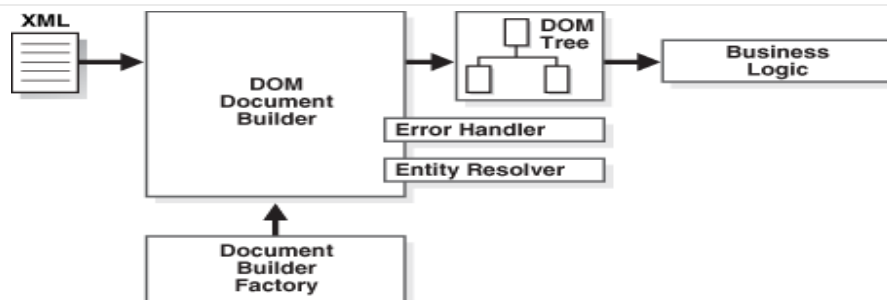 XML
DOM
Document
Builder
DOM
Tree
Business
Logic
Error Handler
Entity Resolver
Document
Builder
Factory